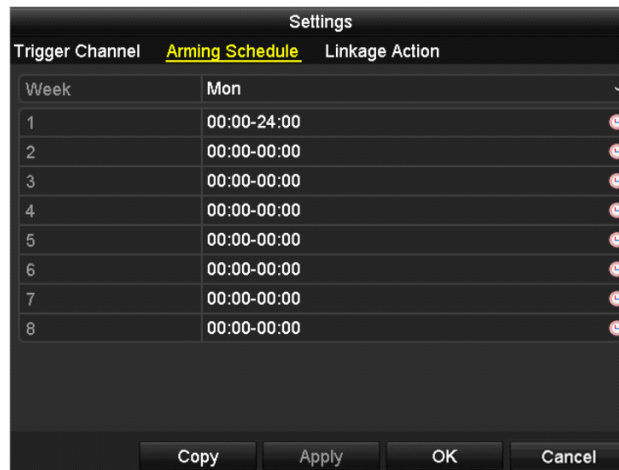 Settings
Trigger Channel Arming Schedule Linkage Action
Week Mon
1 00:00-24:00
2 00:00-00:00
3 00:00-00:00
4 00:00-00:00
5 00:00-00:00
6 00:00-00:00
7 00:00-00:00
8 00:00-00:00
Copy Apply OK Cancel